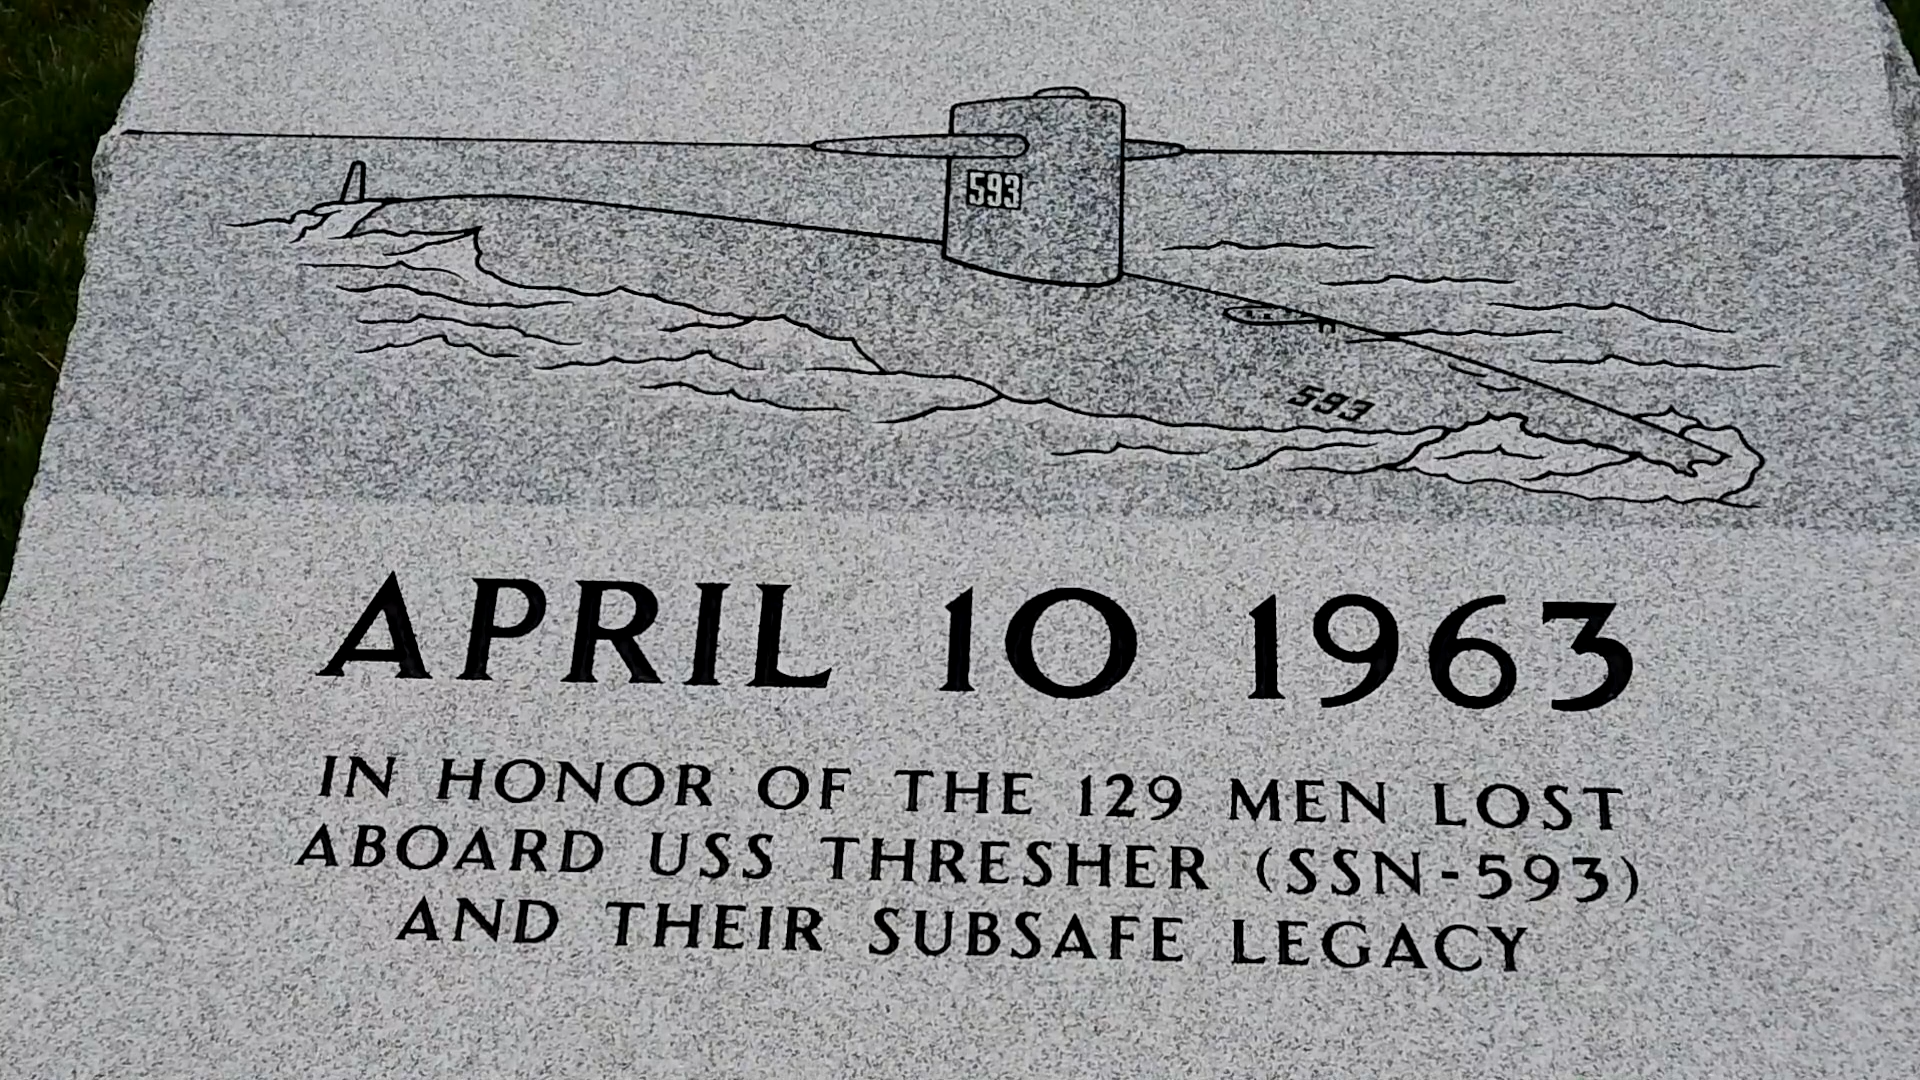 593
593
APRIL 10 1963
IN HONOR OF THE 129 MEN LOST
ABOARD USS THRESHER (SSN-593)
AND THEIR SUBSAFE LEGACY